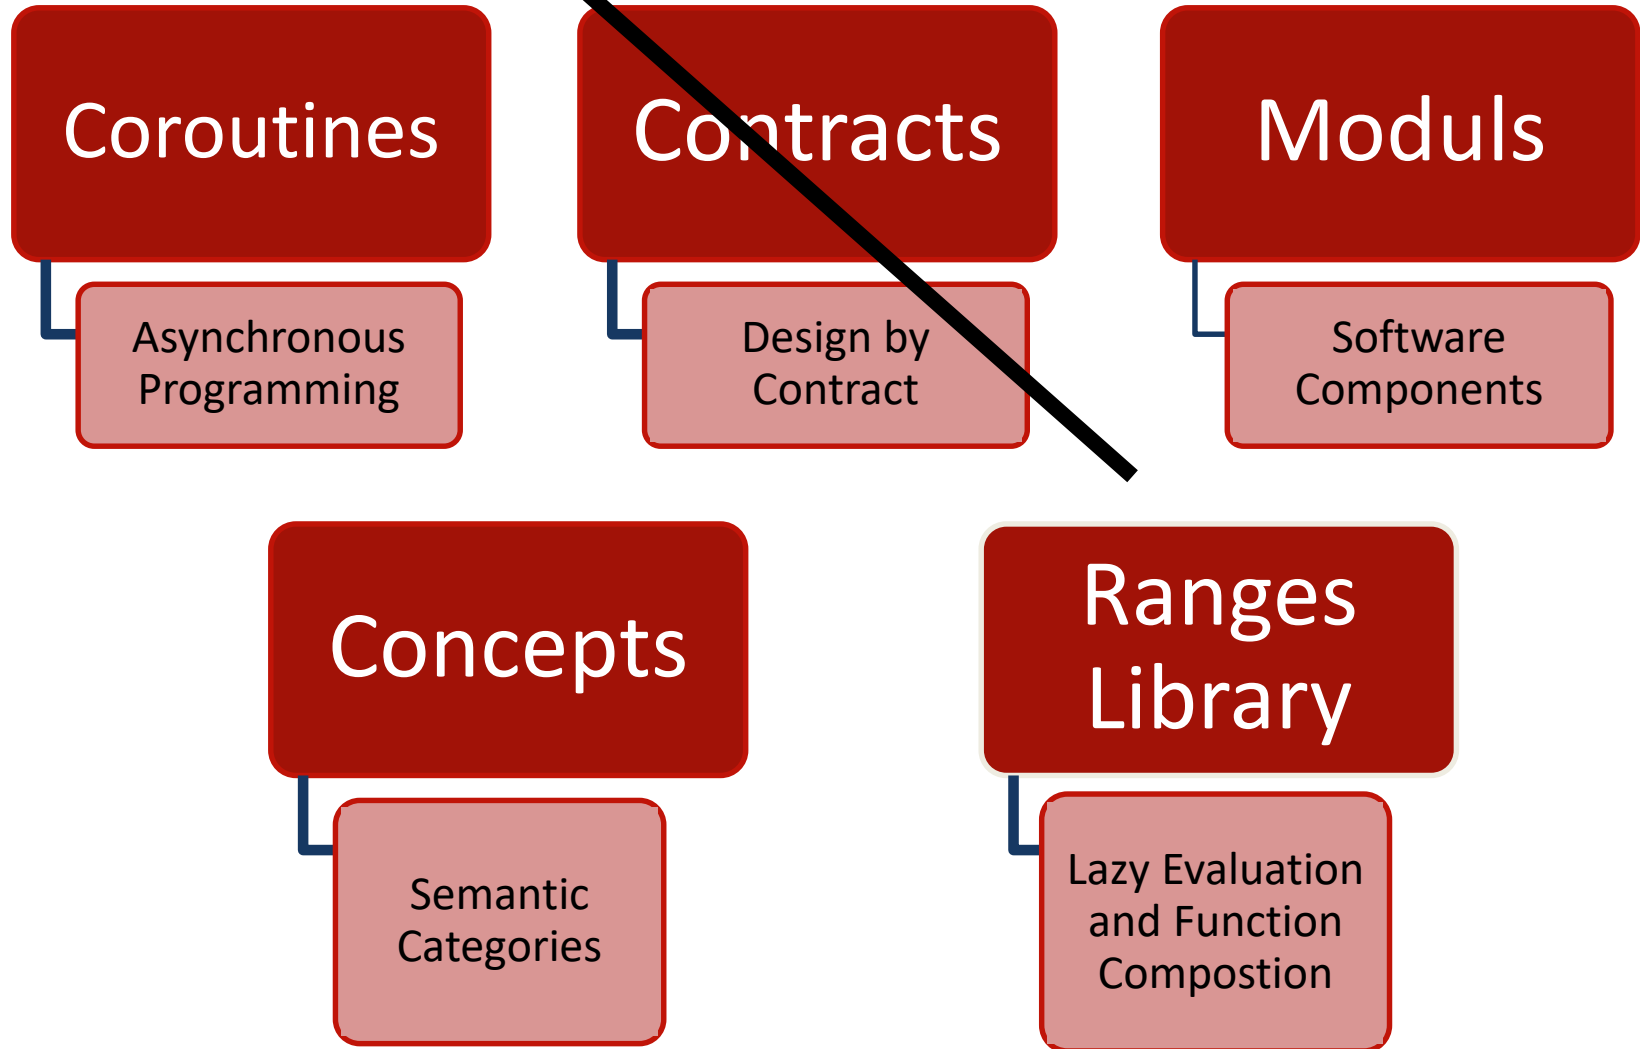 Coroutines
Asynchronous
Programming
Contracts
Design by
Contract
Moduls
Software
Components
Concepts
Semantic
Categories
Ranges
Library
Lazy Evaluation
and Function
Compostion